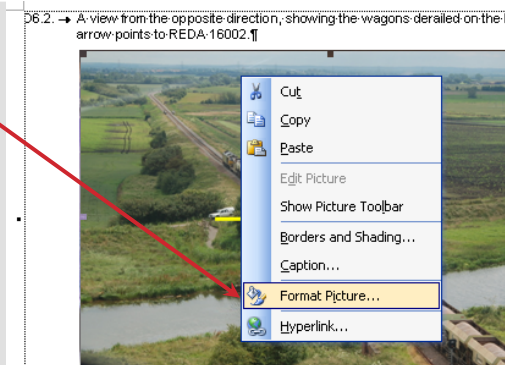 D6.2. → A·view·from·the·opposite·direction,·showing·the·wagons·derailed·on·the·
arrow·points·to·REDA·16002.¶
Cut
Copy
Paste
Edit Picture
Show Picture Toolbar
Borders and Shading...
Caption...
Format Picture...
Hyperlink...